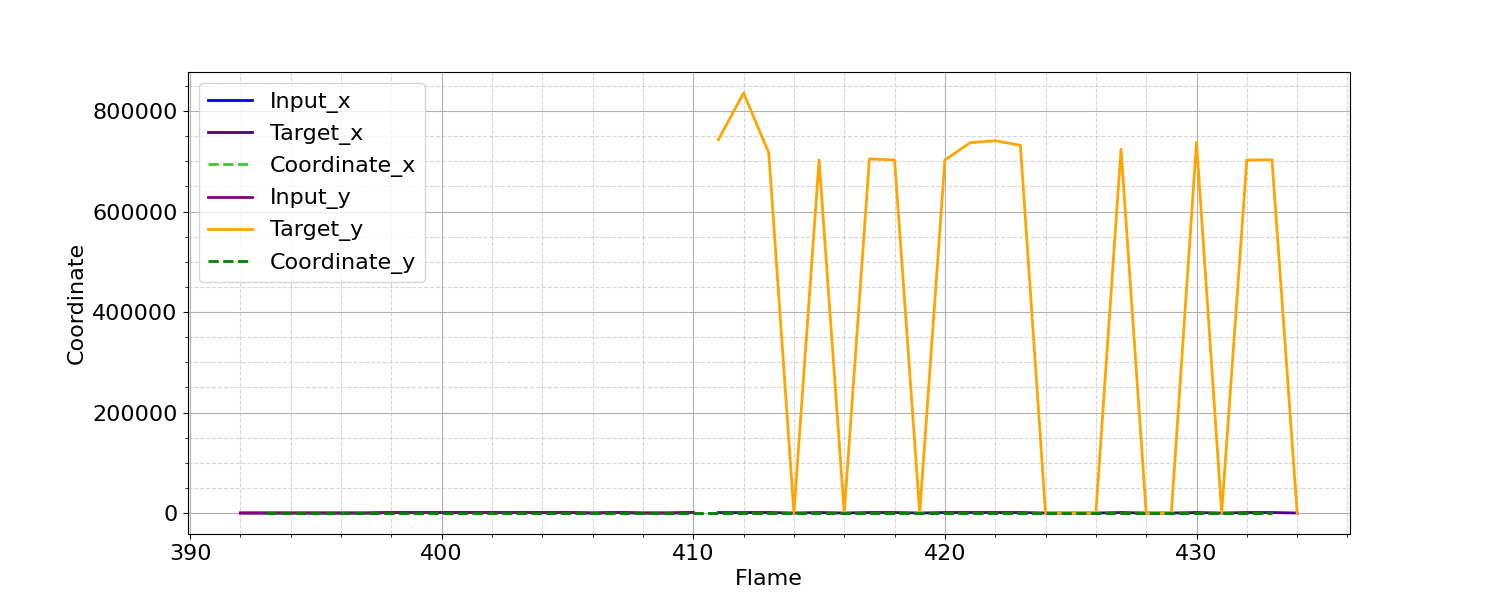 Input_x
Target_x
Coordinate_x
Input_y
Target_y
Coordinate_y
800000
600000
400000
200000
0
Coordinate
390 400 410 420 430
Flame